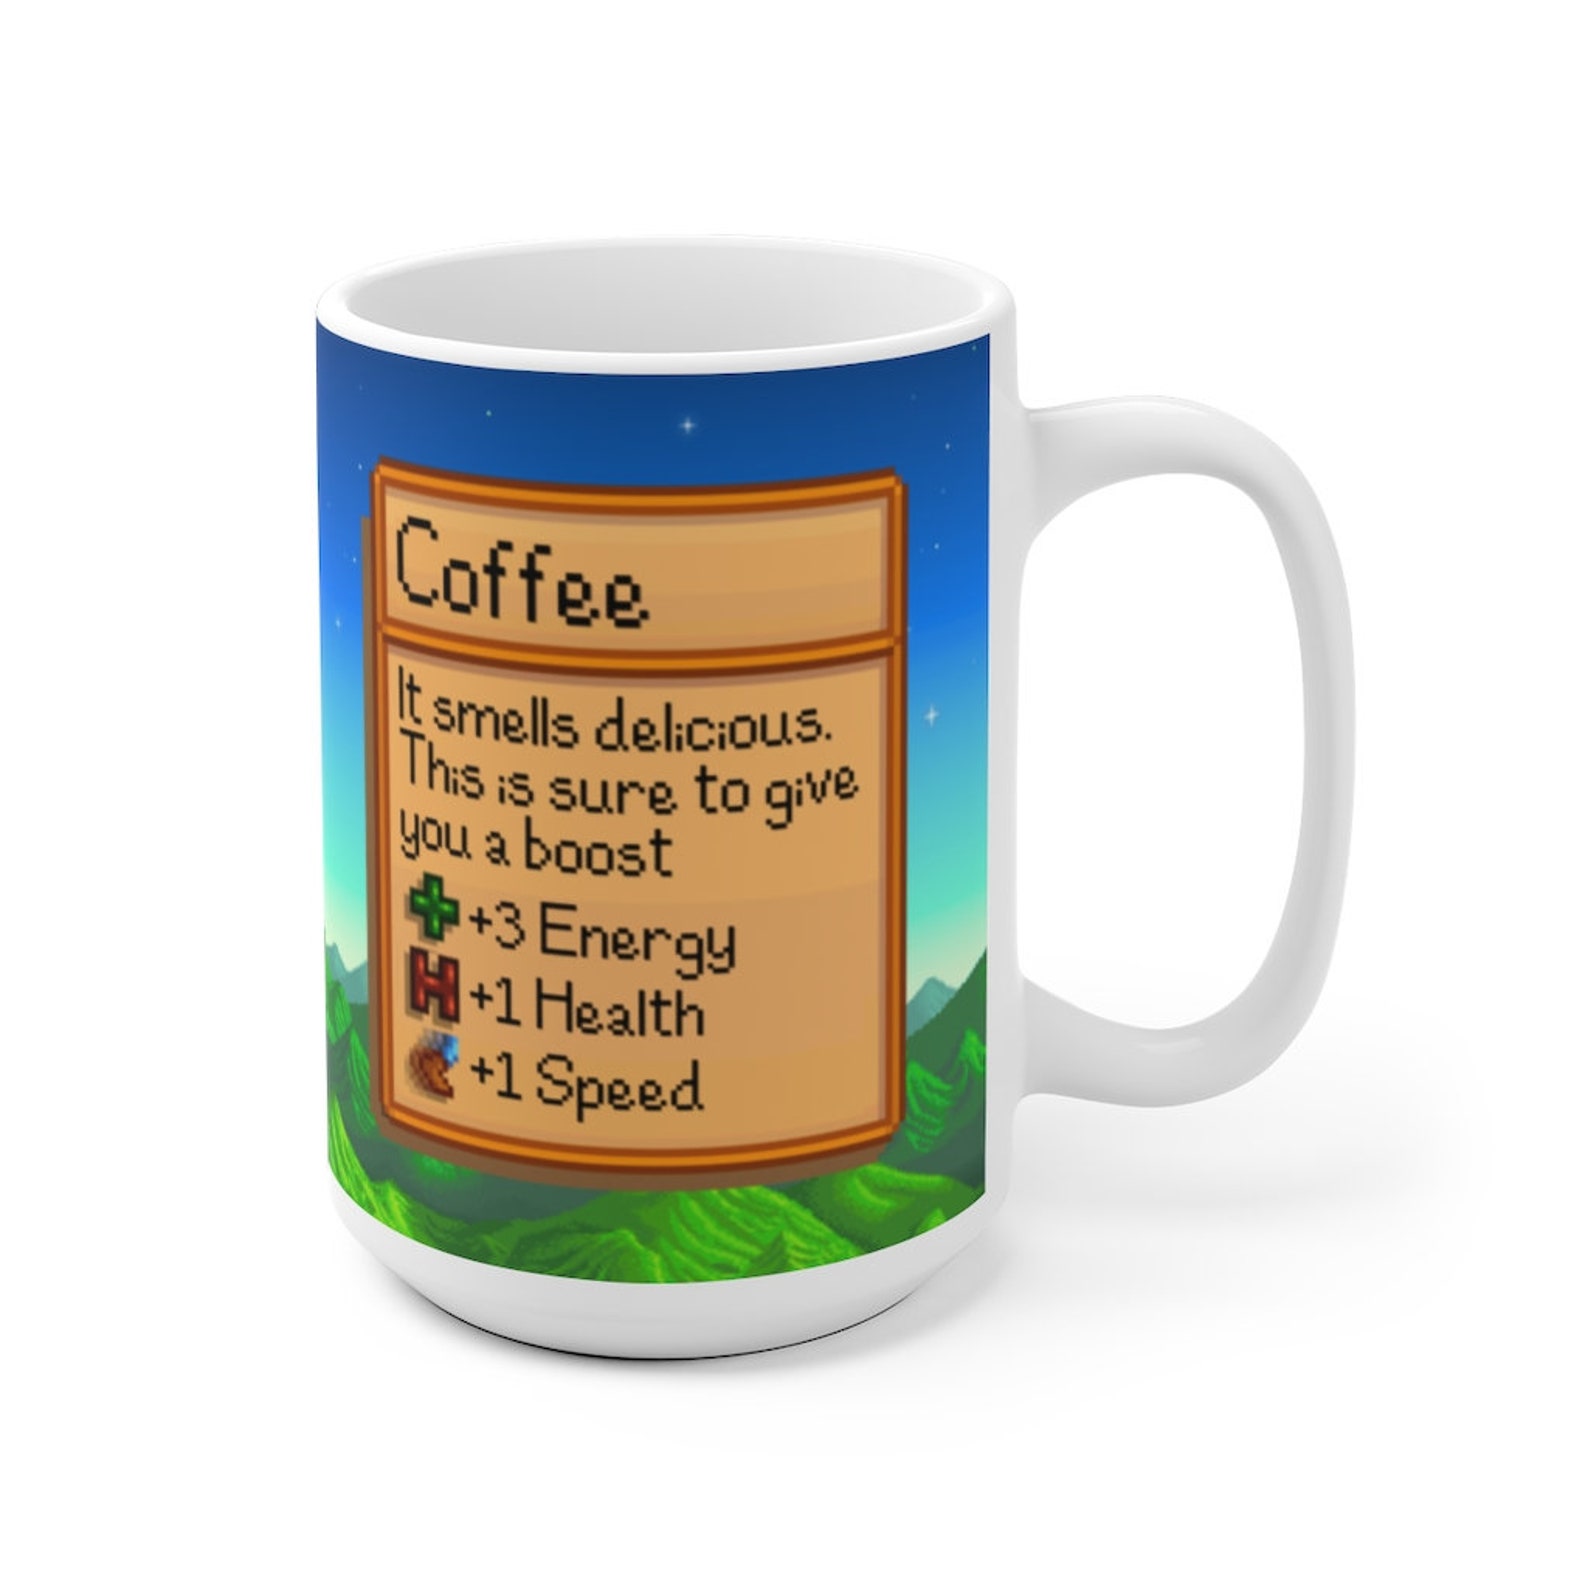 Coffee
It smells delicious.
This is sure to give
you a boost
+3 Energy
H +1 Health
+1 Speed